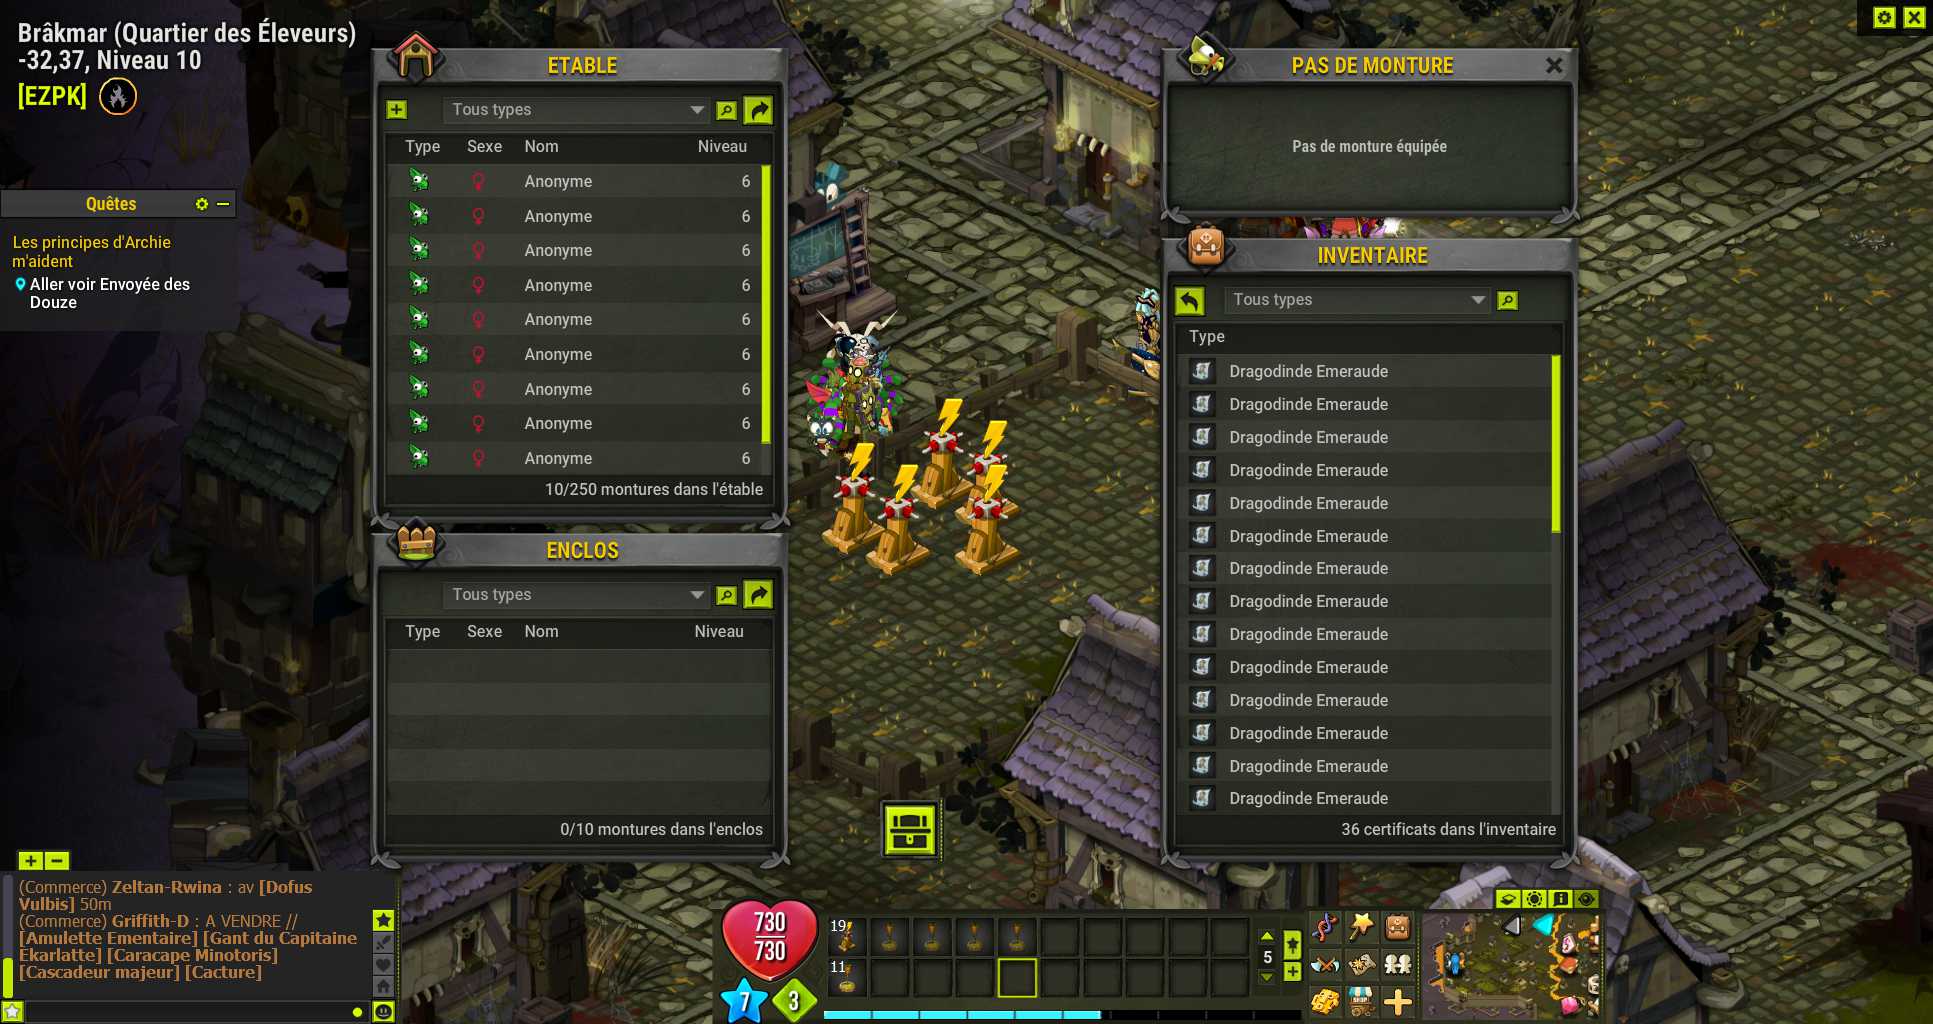 Brâkmar (Quartier des Éleveurs)
-32,37, Niveau 10
[EZPK]
Quêtes
Les principes d'Archie
m'aident
Aller voir Envoyée des
Douze
ETABLE
Tous types
Type Sexe Nom Niveau
Anonyme 6
Anonyme 6
Anonyme 6
Anonyme 6
Anonyme 6
Anonyme 6
Anonyme 6
Anonyme 6
Anonyme 6
10/250 montures dans l'étable
ENCLOS
Tous types
Type Sexe Nom Niveau
0/10 montures dans l'enclos
PAS DE MONTURE
Pas de monture équipée
INVENTAIRE
Tous types
Type
Dragodinde Emeraude
Dragodinde Emeraude
Dragodinde Emeraude
Dragodinde Emeraude
Dragodinde Emeraude
Dragodinde Emeraude
Dragodinde Emeraude
Dragodinde Emeraude
Dragodinde Emeraude
Dragodinde Emeraude
Dragodinde Emeraude
Dragodinde Emeraude
Dragodinde Emeraude
Dragodinde Emeraude
36 certificats dans l'inventaire
(Commerce) Zeltan-Rwina : av [Dofus
Vulbis] 50m
(Commerce) Griffith-D : A VENDRE //
[Amulette Ementaire] [Gant du Capitaine
Ekarlatte] [Caracape Minotoris]
[Cascadeur majeur] [Cacture]
730
730
7 3
19
11
5
SHOP